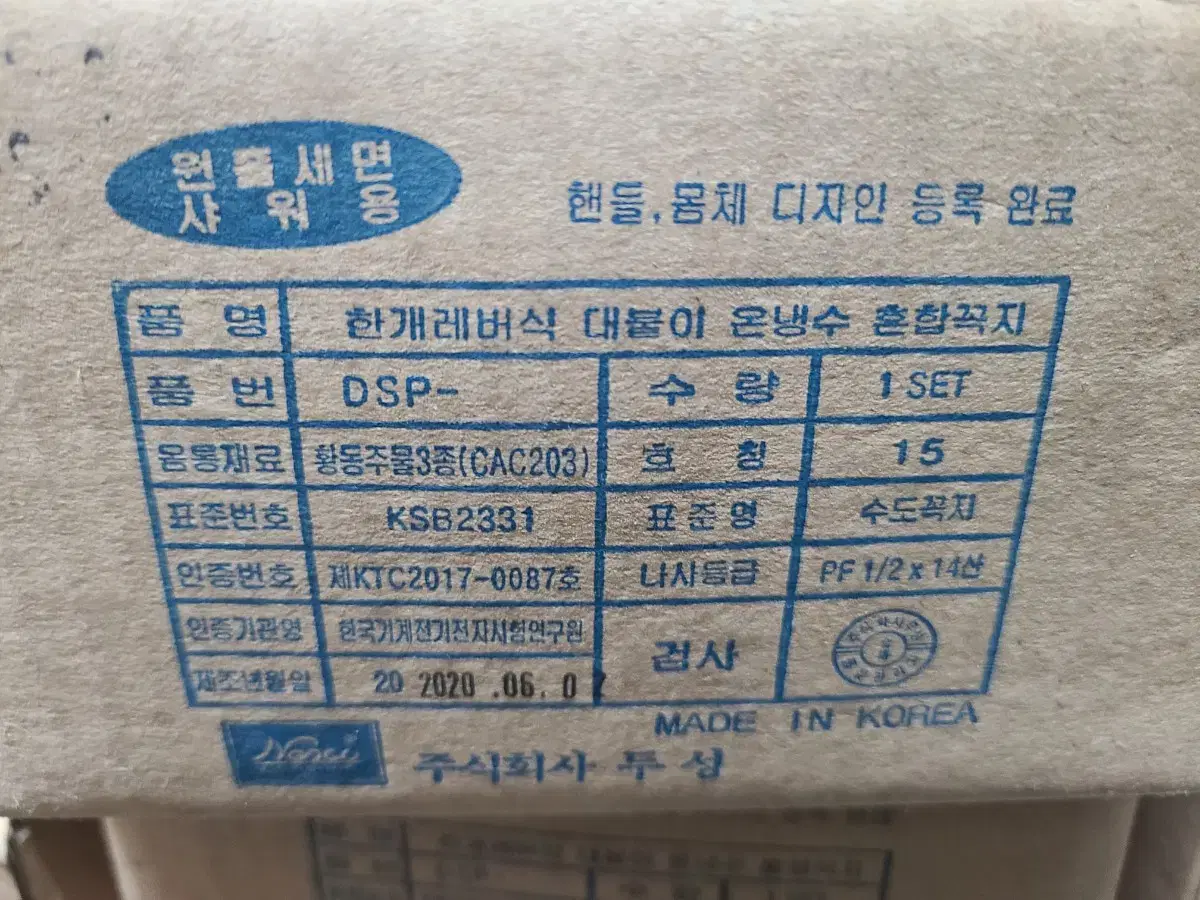 원홀세면
샤워용
핸들,몸체 디자인 등록 완료
품명 한개레버식 대붙이 온냉수 혼합꼭지
품번 DSP- 수량 1 SET
몸통재료 황동주물3종(CAC203) 호칭 15
표준번호 KSB2331 표준명 수도꼭지
인증번호 제KTC2017-0087호 나사등급 PF 1/2 x 14산
인증기관명 한국기계전기전자시험연구원 검사
제조년월일 20 2020 .06. 0
MADE IN KOREA
주식회사 투성